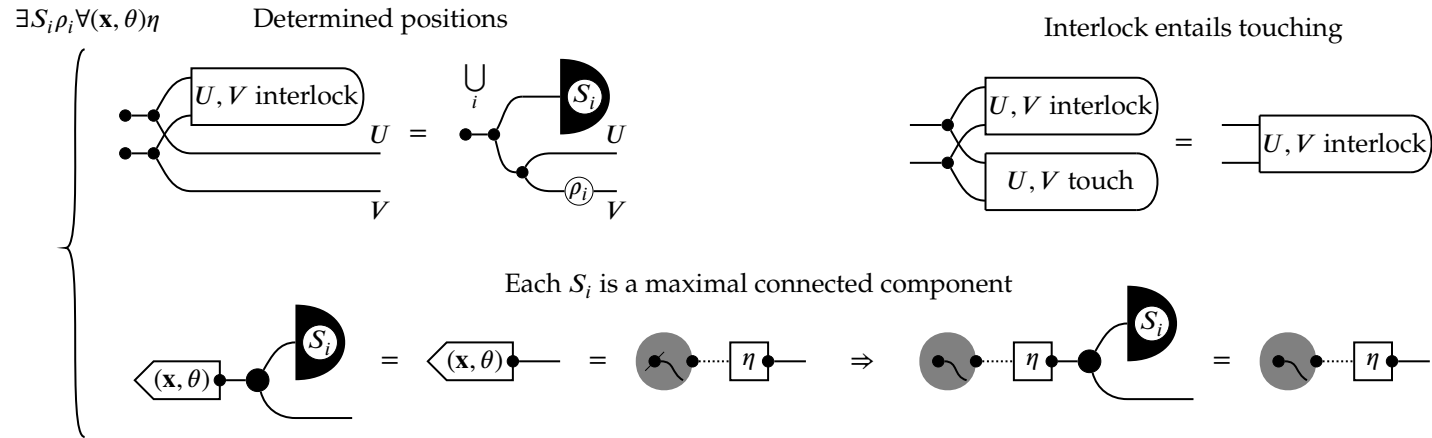 ∃S_iρ_i∀(x, θ)η
Determined positions
Interlock entails touching
U, V interlock
=
⋃
i
S_i
U
V
U
ρ_i
V
U, V interlock
U, V touch
=
U, V interlock
Each S_i is a maximal connected component
(x, θ)
S_i
=
(x, θ)
=
η
⇒
η
S_i
=
η